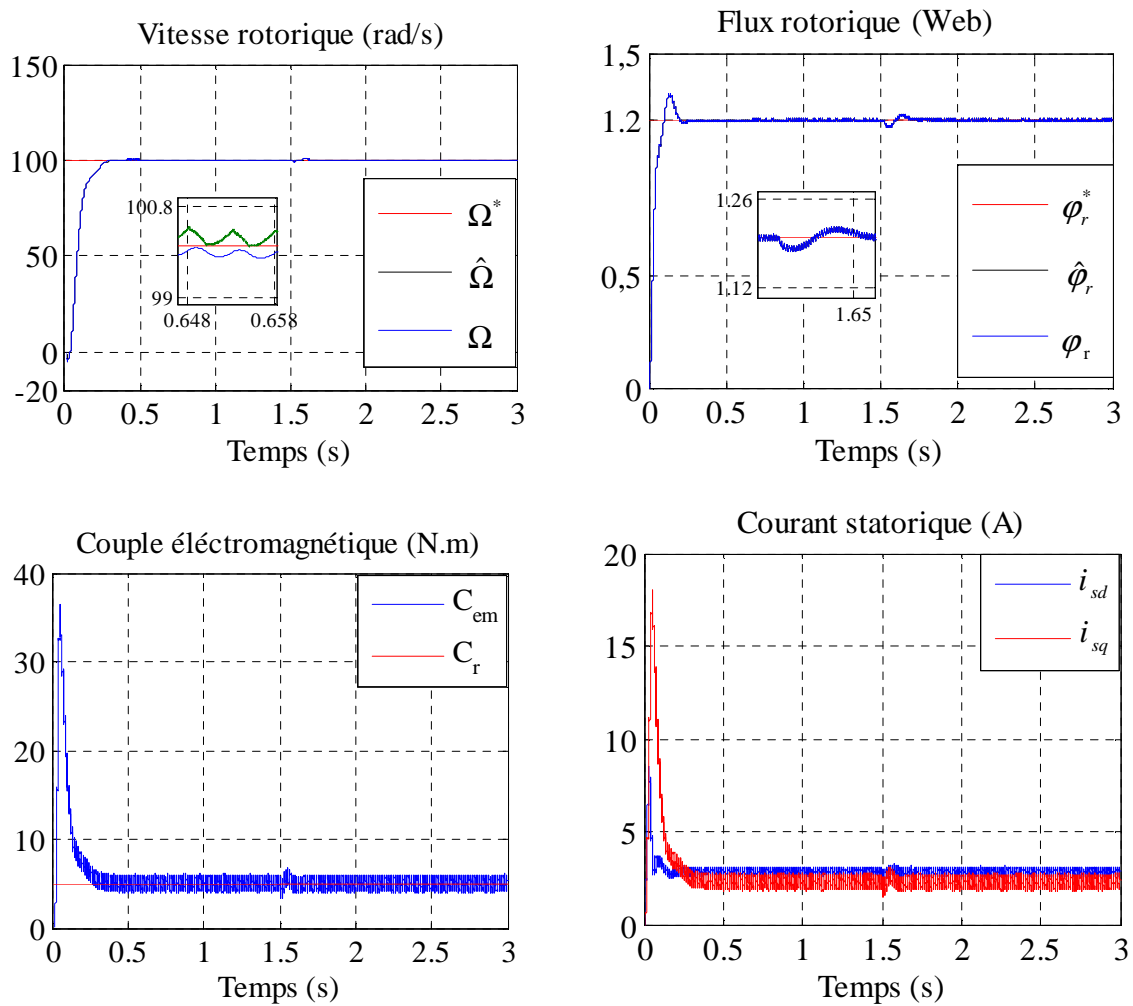 Vitesse rotorique (rad/s)
150
100
50
0
-20
0 0.5 1 1.5 2 2.5 3
Temps (s)
100.8
99
0.648 0.658
Ω*
Ω̂
Ω
Flux rotorique (Web)
1,5
1.2
0,5
0
0 0.5 1 1.5 2 2.5 3
Temps (s)
1.26
1.12
1.65
φr*
φ̂r
φr
Couple éléctromagnétique (N.m)
40
30
20
10
0
0 0.5 1 1.5 2 2.5 3
Temps (s)
Cem
Cr
Courant statorique (A)
20
15
10
5
0
0 0.5 1 1.5 2 2.5 3
Temps (s)
isd
isq